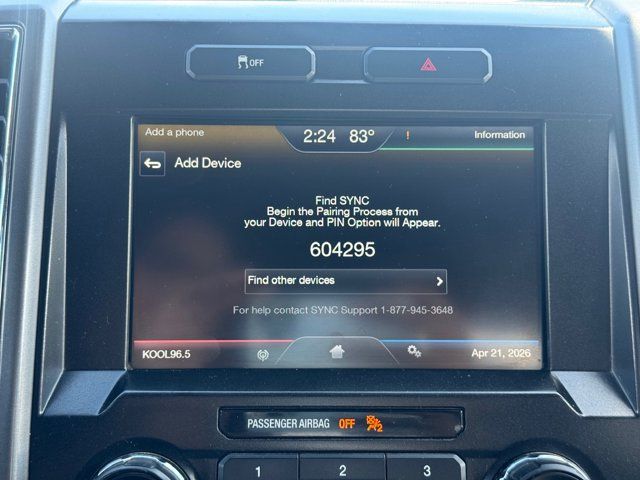 OFF
Add a phone
2:24 83°
!
Information
Add Device
Find SYNC
Begin the Pairing Process from
your Device and PIN Option will Appear.
604295
Find other devices
For help contact SYNC Support 1-877-945-3648
KOOL96.5
Apr 21, 2026
PASSENGER AIRBAG OFF 2
1 2 3